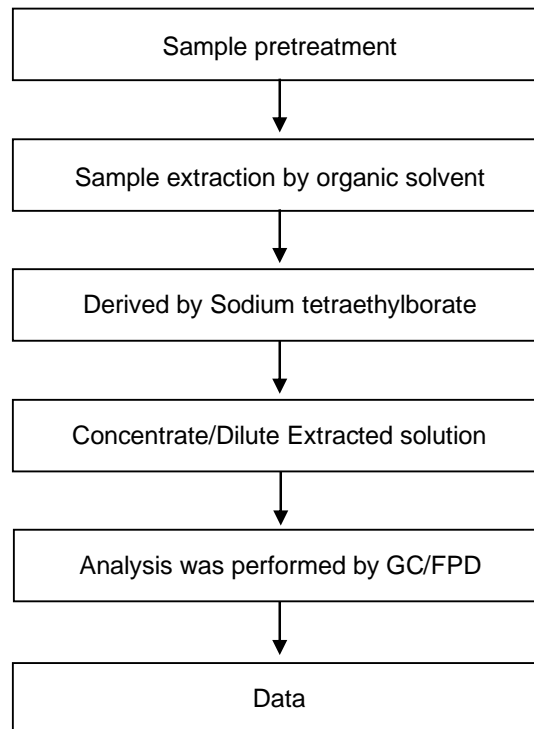 Sample pretreatment
Sample extraction by organic solvent
Derived by Sodium tetraethylborate
Concentrate/Dilute Extracted solution
Analysis was performed by GC/FPD
Data